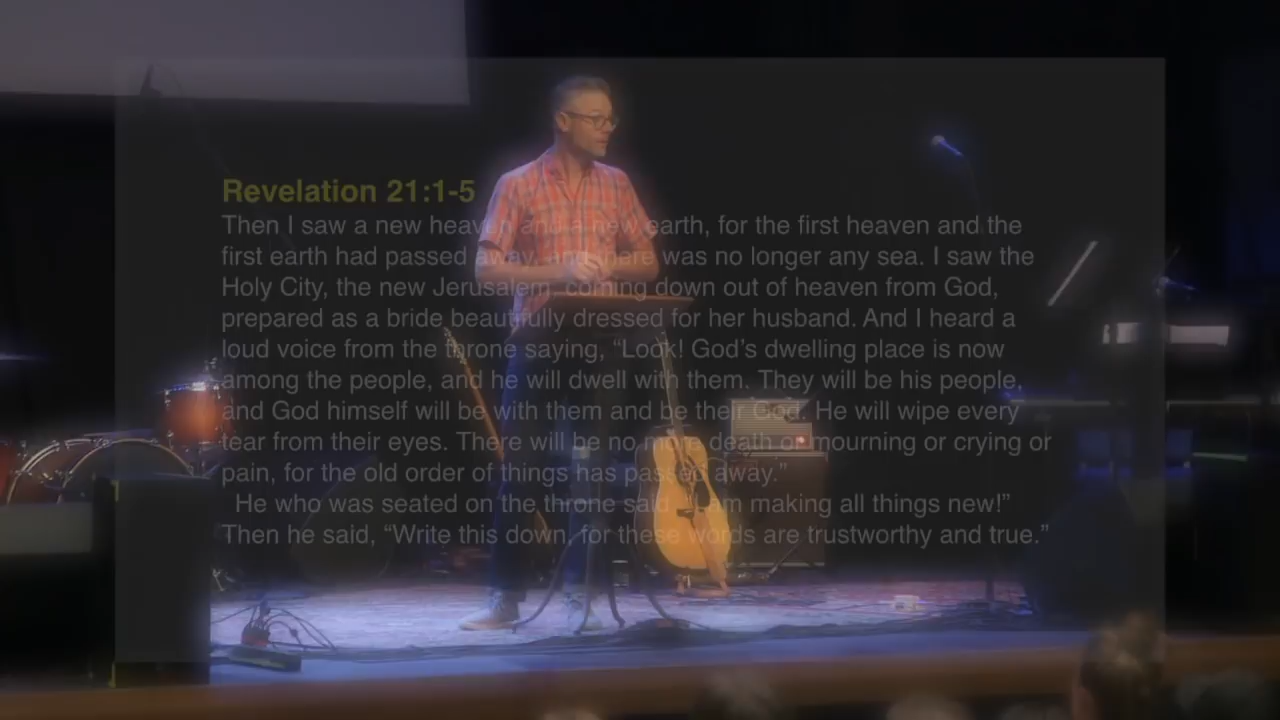 Revelation 21:1-5
Then I saw a new heaven and a new earth, for the first heaven and the
first earth had passed away, and there was no longer any sea. I saw the
Holy City, the new Jerusalem, coming down out of heaven from God,
prepared as a bride beautifully dressed for her husband. And I heard a
loud voice from the throne saying, “Look! God’s dwelling place is now
among the people, and he will dwell with them. They will be his people,
and God himself will be with them and be their God. He will wipe every
tear from their eyes. There will be no more death or mourning or crying or
pain, for the old order of things has passed away.”
He who was seated on the throne said “I am making all things new!”
Then he said, “Write this down, for these words are trustworthy and true.”